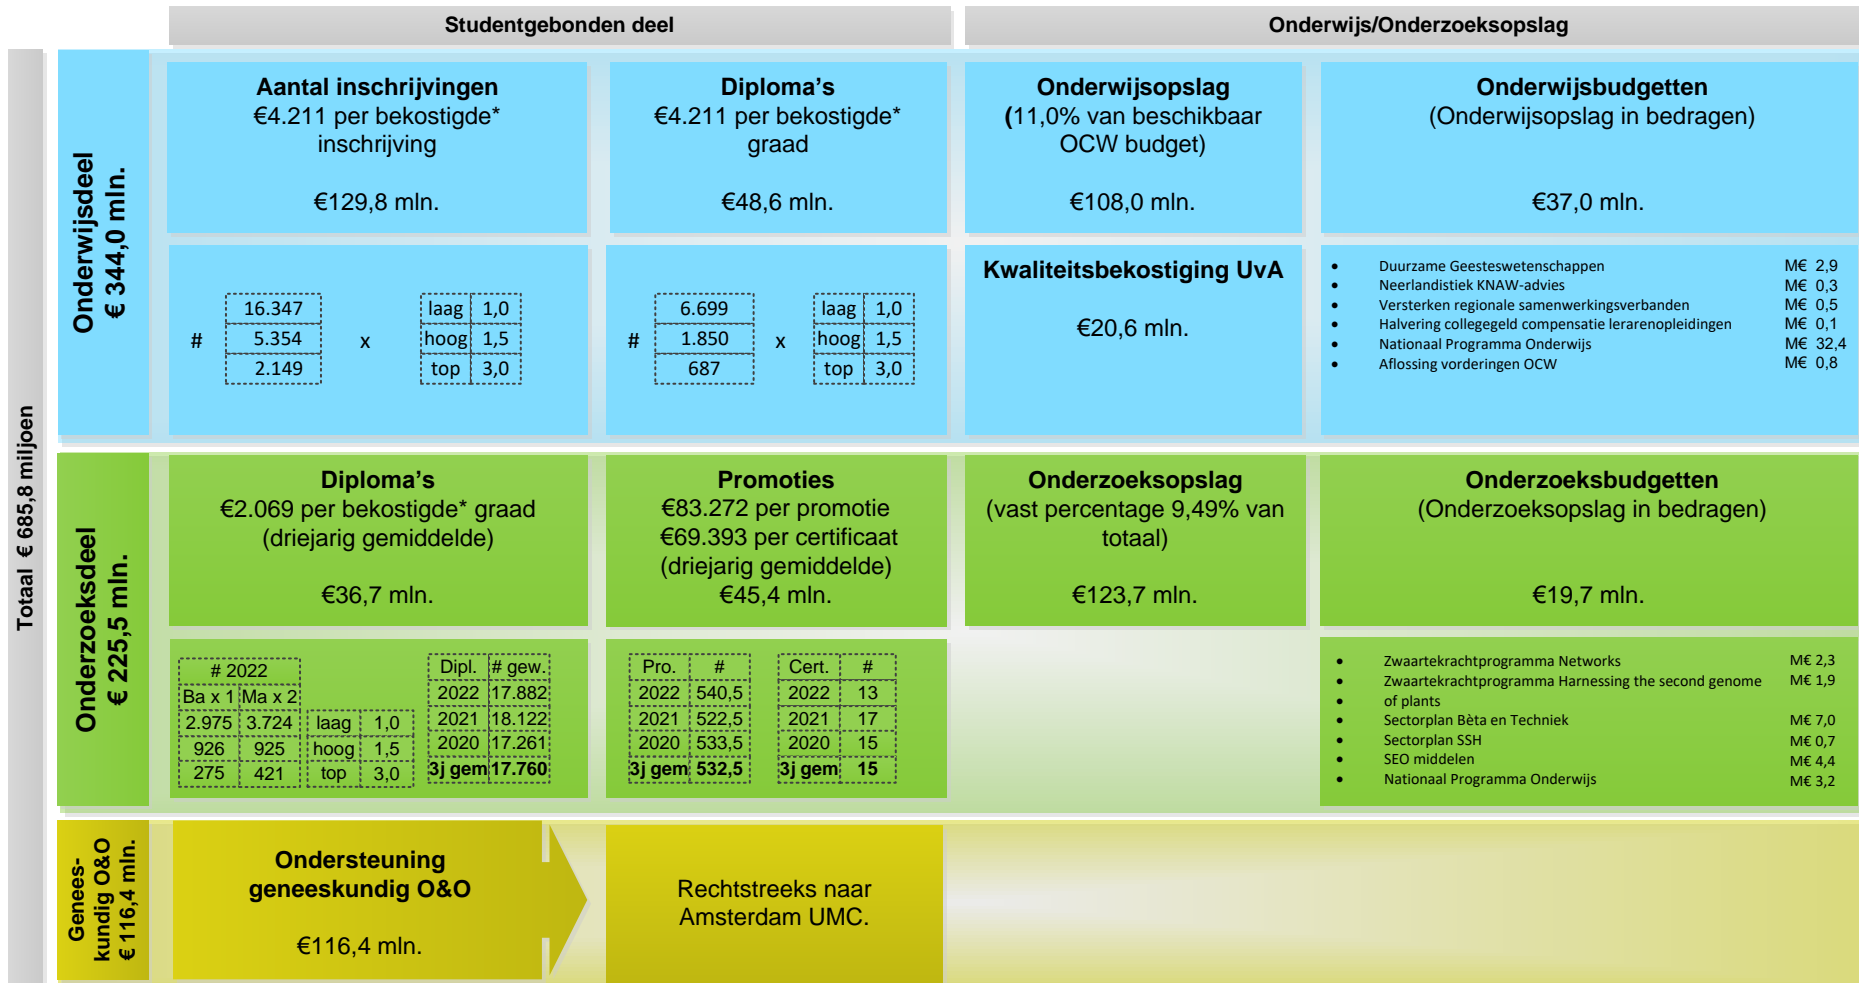 Studentgebonden deel
Onderwijs/Onderzoeksopslag
Totaal € 685,8 miljoen
Onderwijsdeel
€ 344,0 mln.
Aantal inschrijvingen
€4.211 per bekostigde*
inschrijving
€129,8 mln.
Diploma's
€4.211 per bekostigde*
graad
€48,6 mln.
Onderwijsopslag
(11,0% van beschikbaar
OCW budget)
€108,0 mln.
Onderwijsbudgetten
(Onderwijsopslag in bedragen)
€37,0 mln.
16.347 laag 1,0
# 5.354 x hoog 1,5
2.149 top 3,0
6.699 laag 1,0
# 1.850 x hoog 1,5
687 top 3,0
Kwaliteitsbekostiging UvA
€20,6 mln.
• Duurzame Geesteswetenschappen M€ 2,9
• Neerlandistiek KNAW-advies M€ 0,3
• Versterken regionale samenwerkingsverbanden M€ 0,5
• Halvering collegegeld compensatie lerarenopleidingen M€ 0,1
• Nationaal Programma Onderwijs M€ 32,4
• Aflossing vorderingen OCW M€ 0,8
Onderzoeksdeel
€ 225,5 mln.
Diploma's
€2.069 per bekostigde* graad
(driejarig gemiddelde)
€36,7 mln.
Promoties
€83.272 per promotie
€69.393 per certificaat
(driejarig gemiddelde)
€45,4 mln.
Onderzoeksopslag
(vast percentage 9,49% van
totaal)
€123,7 mln.
Onderzoeksbudgetten
(Onderzoeksopslag in bedragen)
€19,7 mln.
# 2022
Ba x 1 Ma x 2
2.975 3.724 laag 1,0
926 925 hoog 1,5
275 421 top 3,0
Dipl. # gew.
2022 17.882
2021 18.122
2020 17.261
3j gem 17.760
Pro. #
2022 540,5
2021 522,5
2020 533,5
3j gem 532,5
Cert. #
2022 13
2021 17
2020 15
3j gem 15
• Zwaartekrachtprogramma Networks M€ 2,3
• Zwaartekrachtprogramma Harnessing the second genome M€ 1,9
• of plants
• Sectorplan Bèta en Techniek M€ 7,0
• Sectorplan SSH M€ 0,7
• SEO middelen M€ 4,4
• Nationaal Programma Onderwijs M€ 3,2
Genees-
kundig O&O
€ 116,4 mln.
Ondersteuning
geneeskundig O&O
€116,4 mln.
Rechtstreeks naar
Amsterdam UMC.